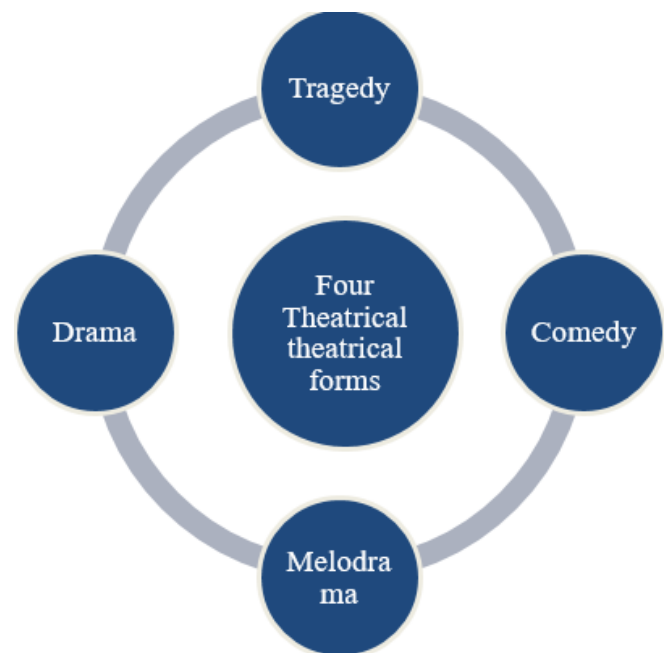 Tragedy
Drama
Four
Theatrical
theatrical
forms
Comedy
Melodra
ma